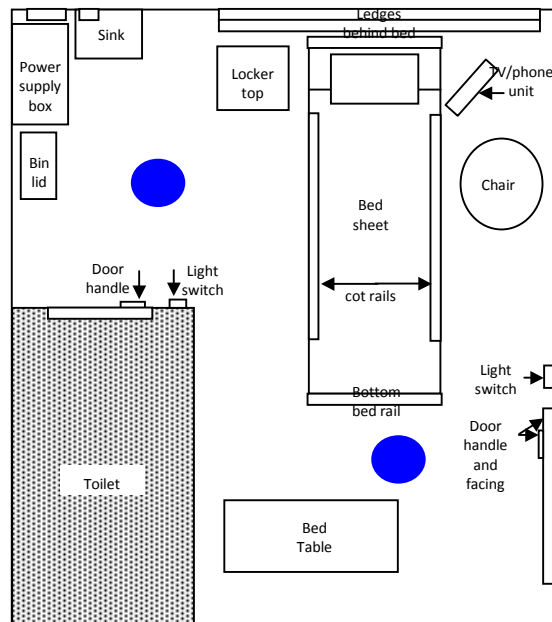 Sink
Ledges
behind bed
Power
supply
box
Locker
top
TV/phone
unit
Bin
lid
Chair
Bed
sheet
Door
handle
Light
switch
cot rails
Light
switch
Bottom
bed rail
Door
handle
and
facing
Toilet
Bed
Table